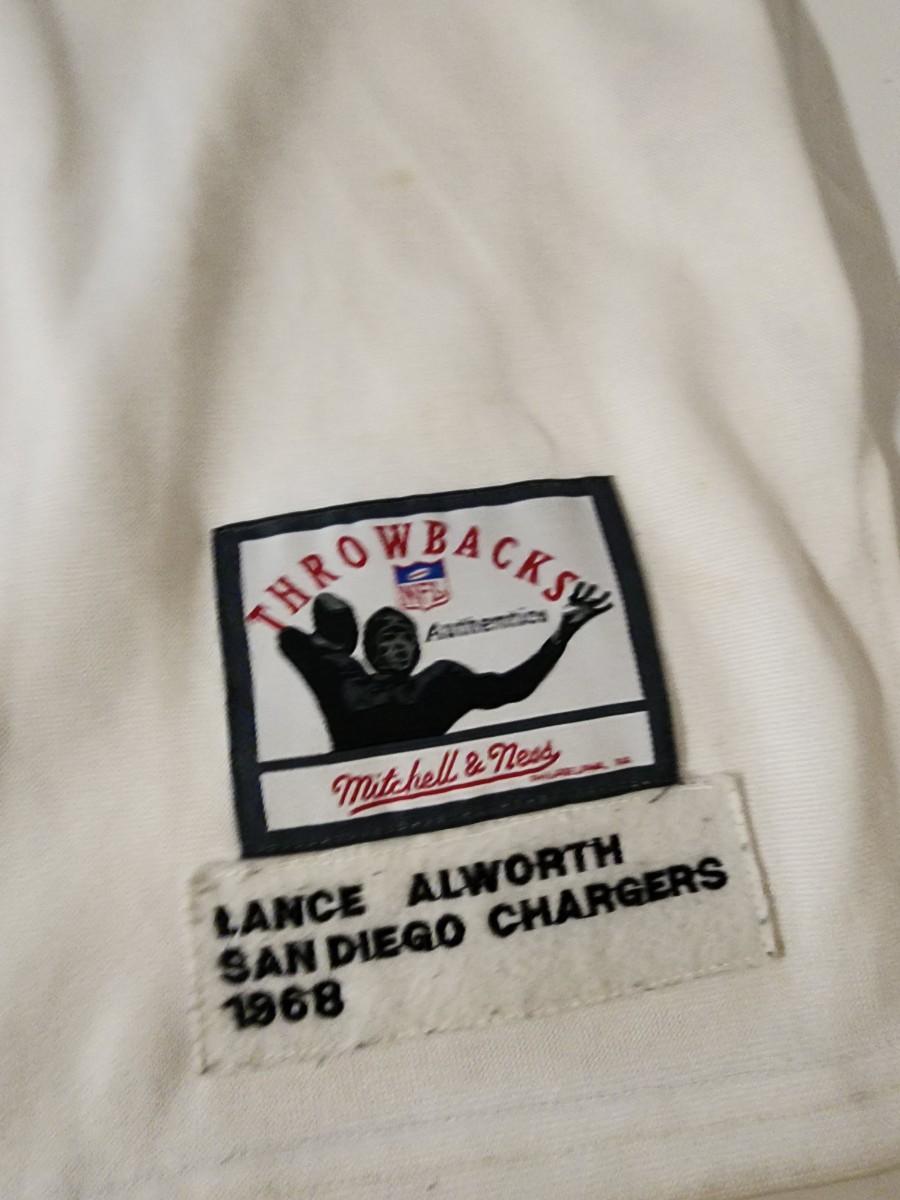 THROWBACKS
NFL
Authentics
Mitchell & Ness
LANCE ALWORTH
SAN DIEGO CHARGERS
1968